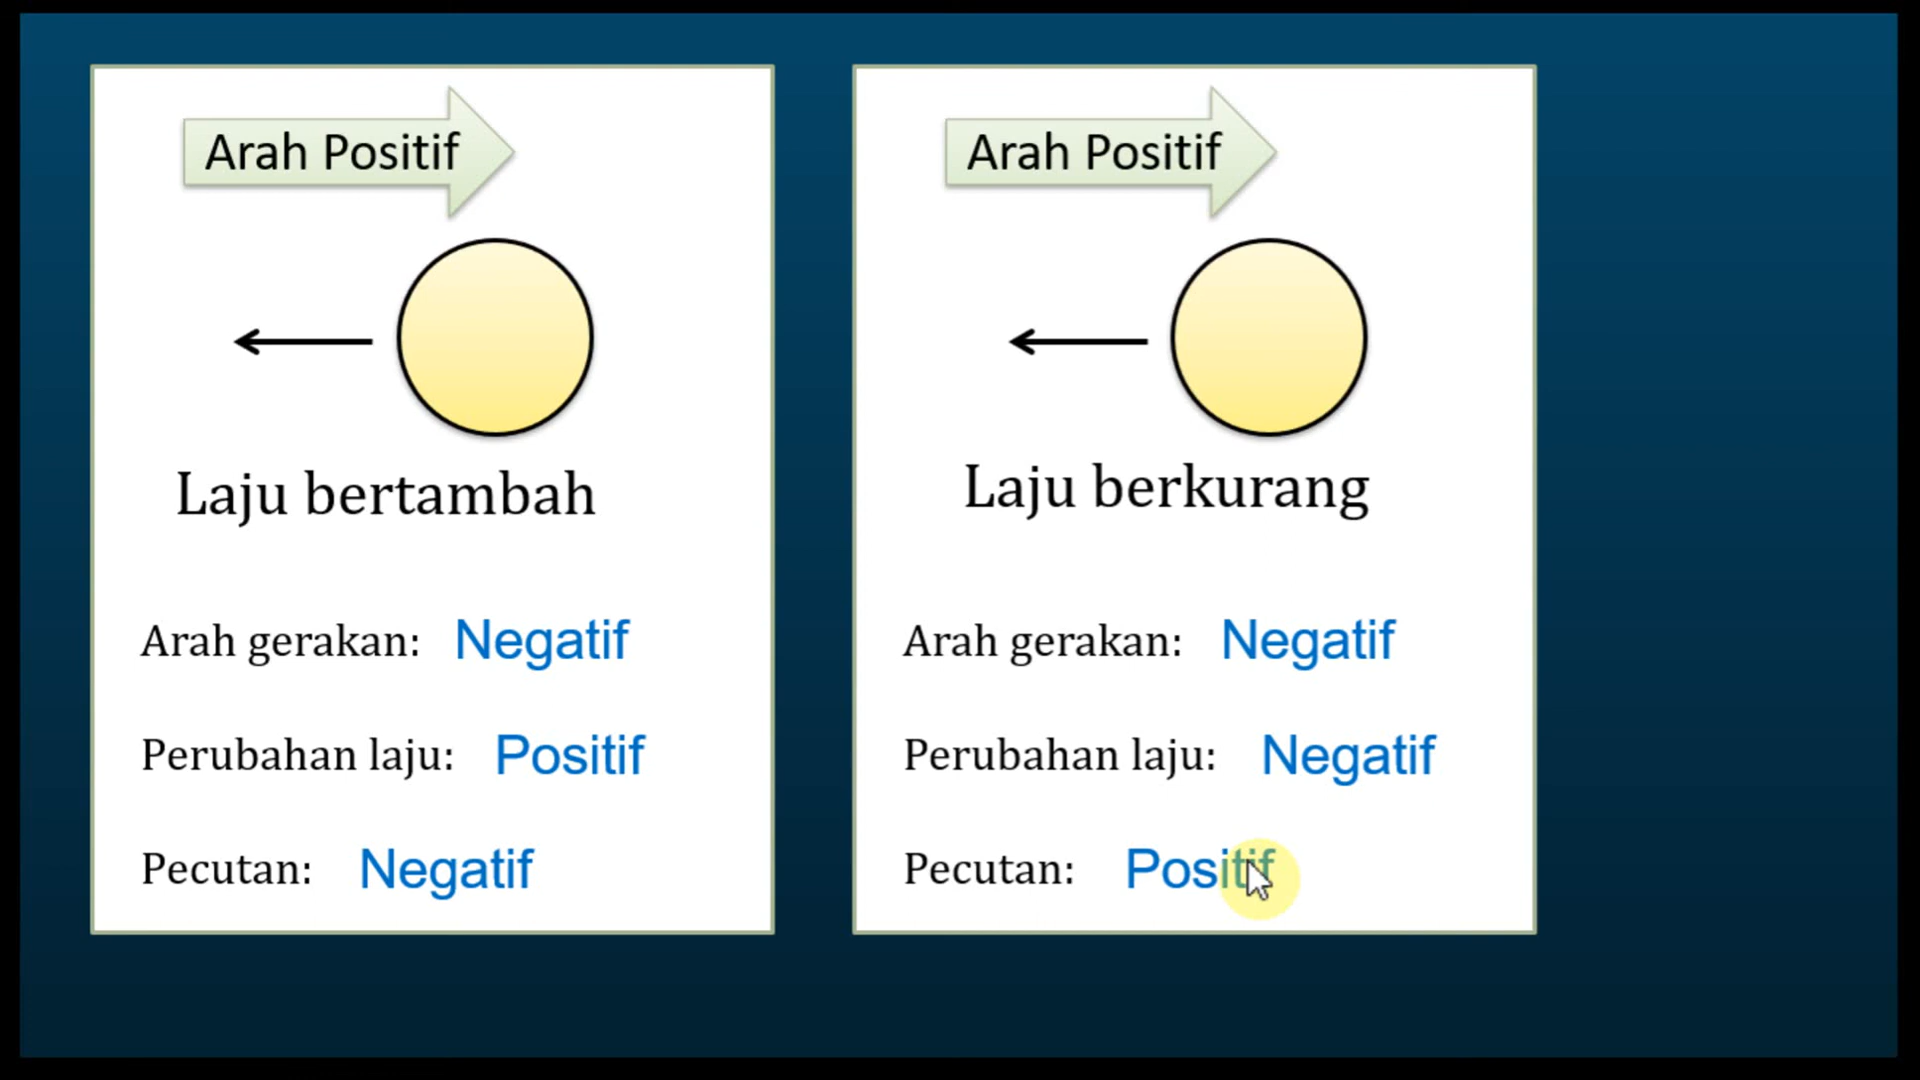 Arah Positif
Laju bertambah
Arah gerakan: Negatif
Perubahan laju: Positif
Pecutan: Negatif
Arah Positif
Laju berkurang
Arah gerakan: Negatif
Perubahan laju: Negatif
Pecutan: Positif